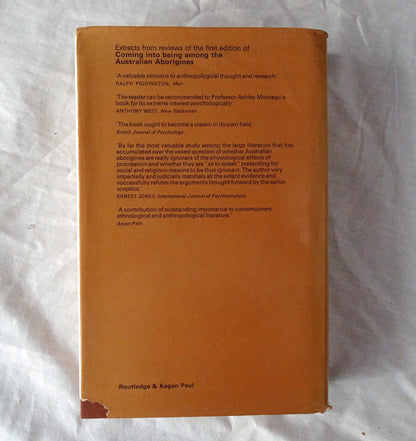 Extracts from reviews of the first edition of
Coming into being among the
Australian Aborigines
'A valuable stimulus to anthropological thought and research.'
RALPH PIDDINGTON, Man
'The reader can be recommended to Professor Ashley Montagu's
book for its extreme interest psychologically.'
ANTHONY WEST, New Statesman
'The book ought to become a classic in its own field.'
British Journal of Psychology
'By far the most valuable study among the large literature that has
accumulated over the vexed question of whether Australian
aborigines are really ignorant of the physiological effects of
procreation and whether they are "so to speak" pretending for
social and religious reasons to be thus ignorant. The author very
impartially and judicially marshals all the extant evidence and
successfully refutes the arguments brought forward by the earlier
sceptics.'
ERNEST JONES, International Journal of Psychoanalysis
'A contribution of outstanding importance to contemporary
ethnological and anthropological literature.'
Aryan Path
Routledge & Kegan Paul